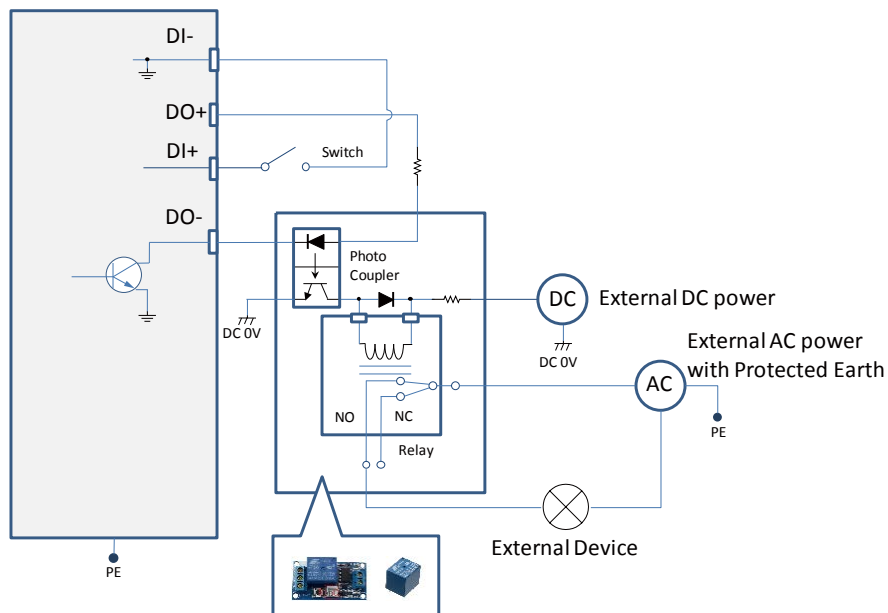 DI-
DO+
DI+
Switch
DO-
Photo
Coupler
DC 0V
DC
External DC power
DC 0V
External AC power
with Protected Earth
AC
PE
NO
NC
Relay
External Device
PE